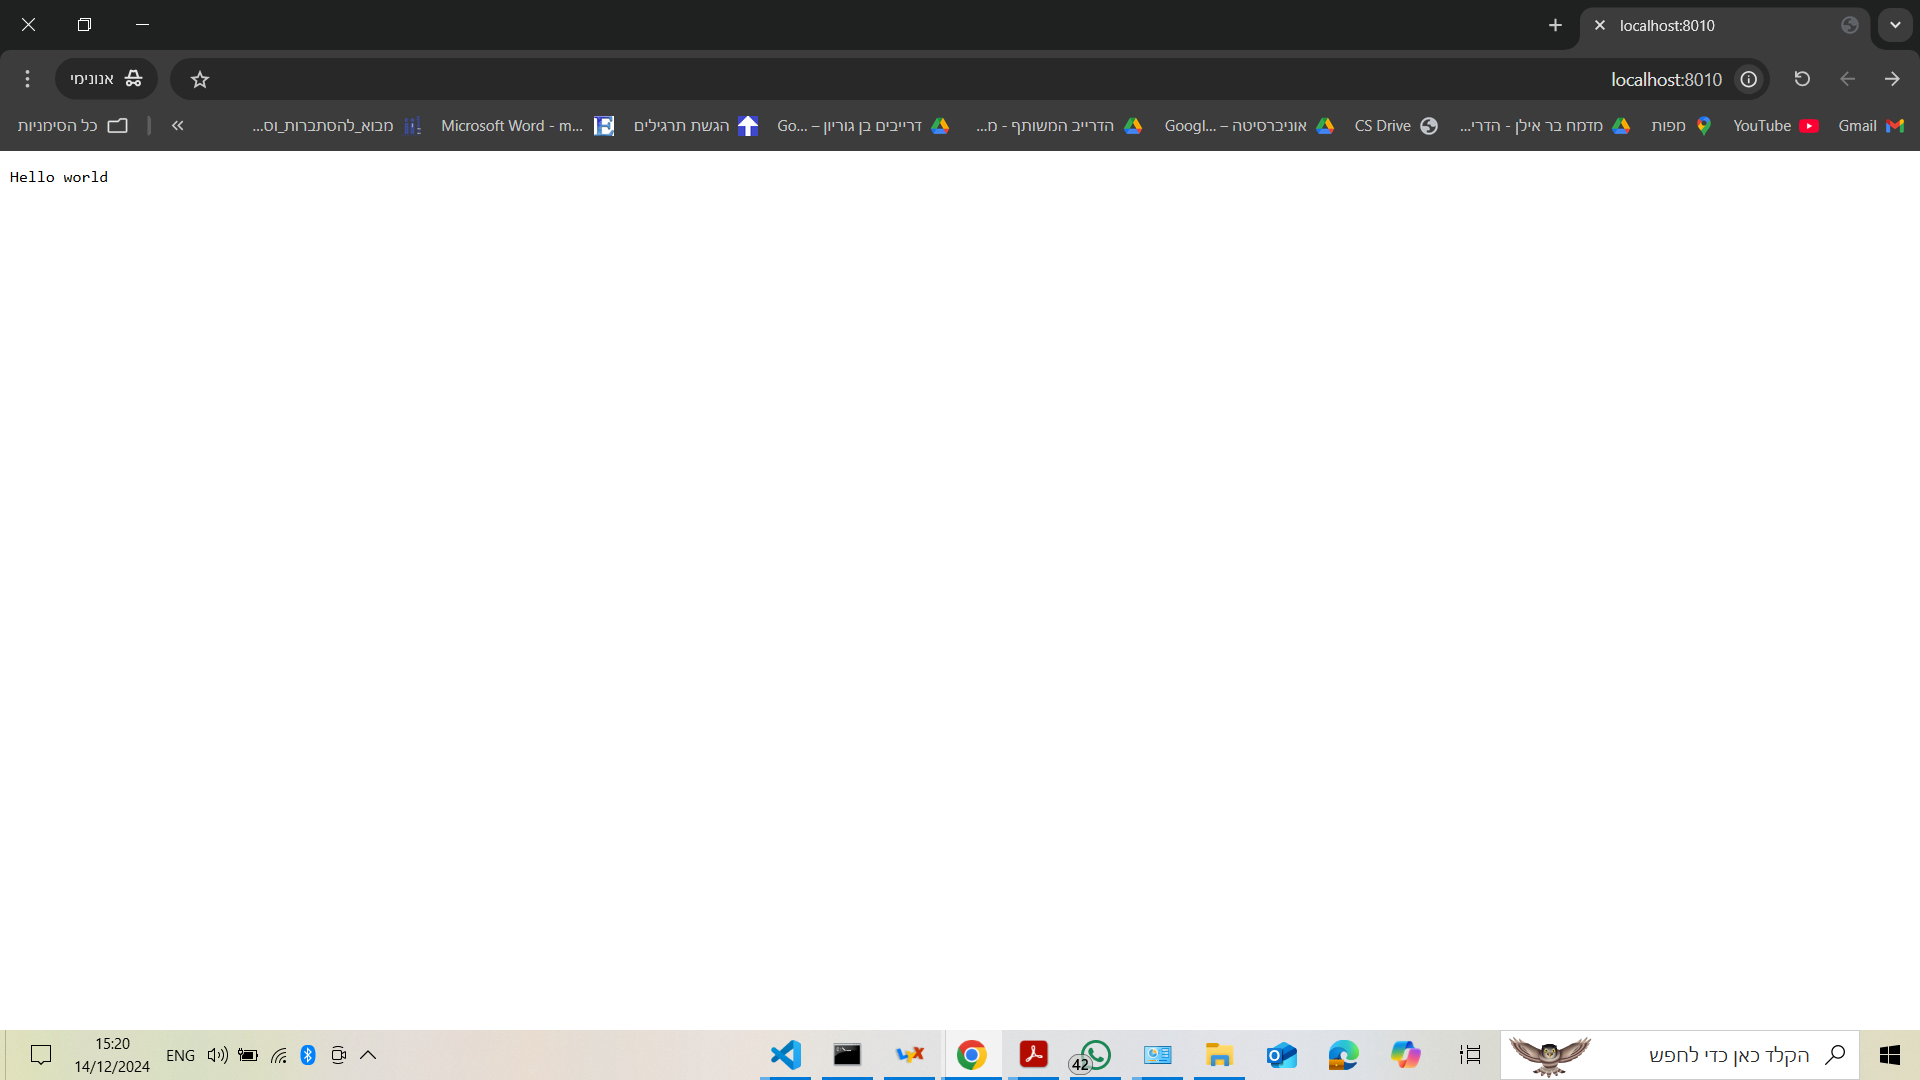 localhost:8010
localhost:8010
אנונימי
Gmail
YouTube
מפות
מדמח בר אילן - הדרי...
CS Drive
אוניברסיטה – Googl...
הדרייב המשותף - מ...
דרייבים בן גוריון – Go...
הגשת תרגילים
Microsoft Word - m...
מבוא_להסתברות_וס...
כל הסימניות
Hello world
הקלד כאן כדי לחפש
42
ENG
15:20
14/12/2024